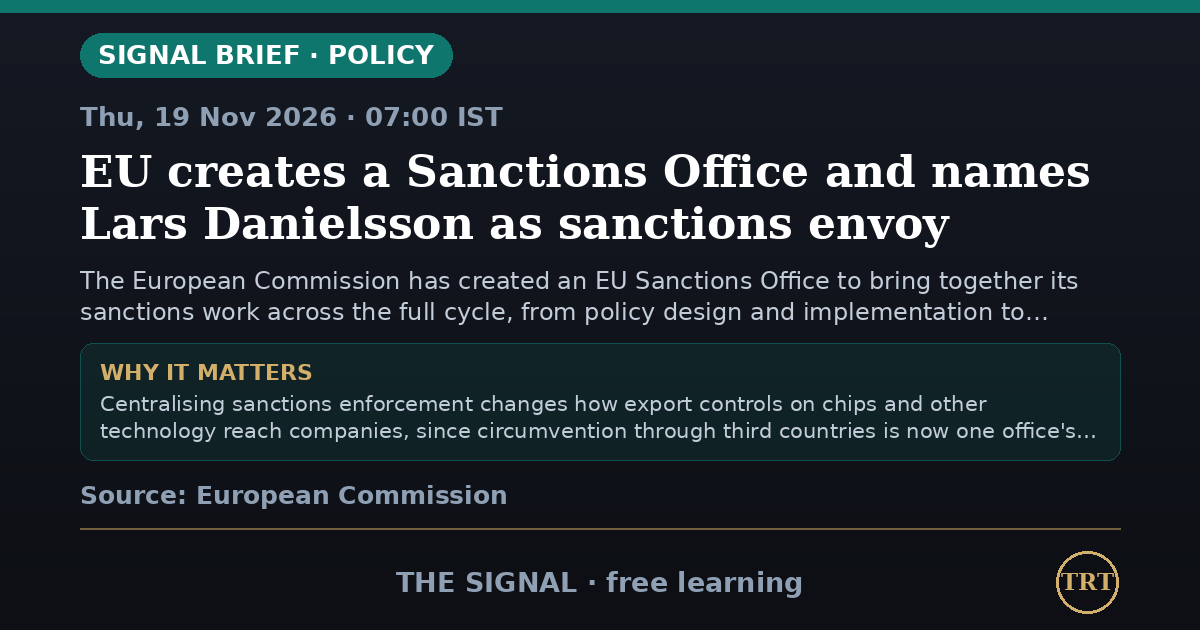 SIGNAL BRIEF · POLICY
Thu, 19 Nov 2026 · 07:00 IST
EU creates a Sanctions Office and names
Lars Danielsson as sanctions envoy
The European Commission has created an EU Sanctions Office to bring together its
sanctions work across the full cycle, from policy design and implementation to…
WHY IT MATTERS
Centralising sanctions enforcement changes how export controls on chips and other
technology reach companies, since circumvention through third countries is now one office's…
Source: European Commission
THE SIGNAL · free learning
TRT